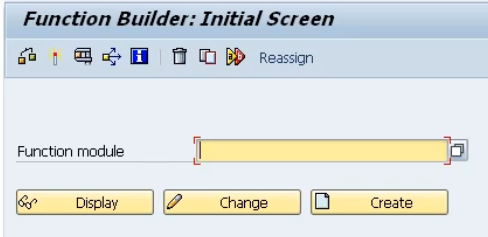 Function Builder: Initial Screen
Reassign
Function module
Display Change Create